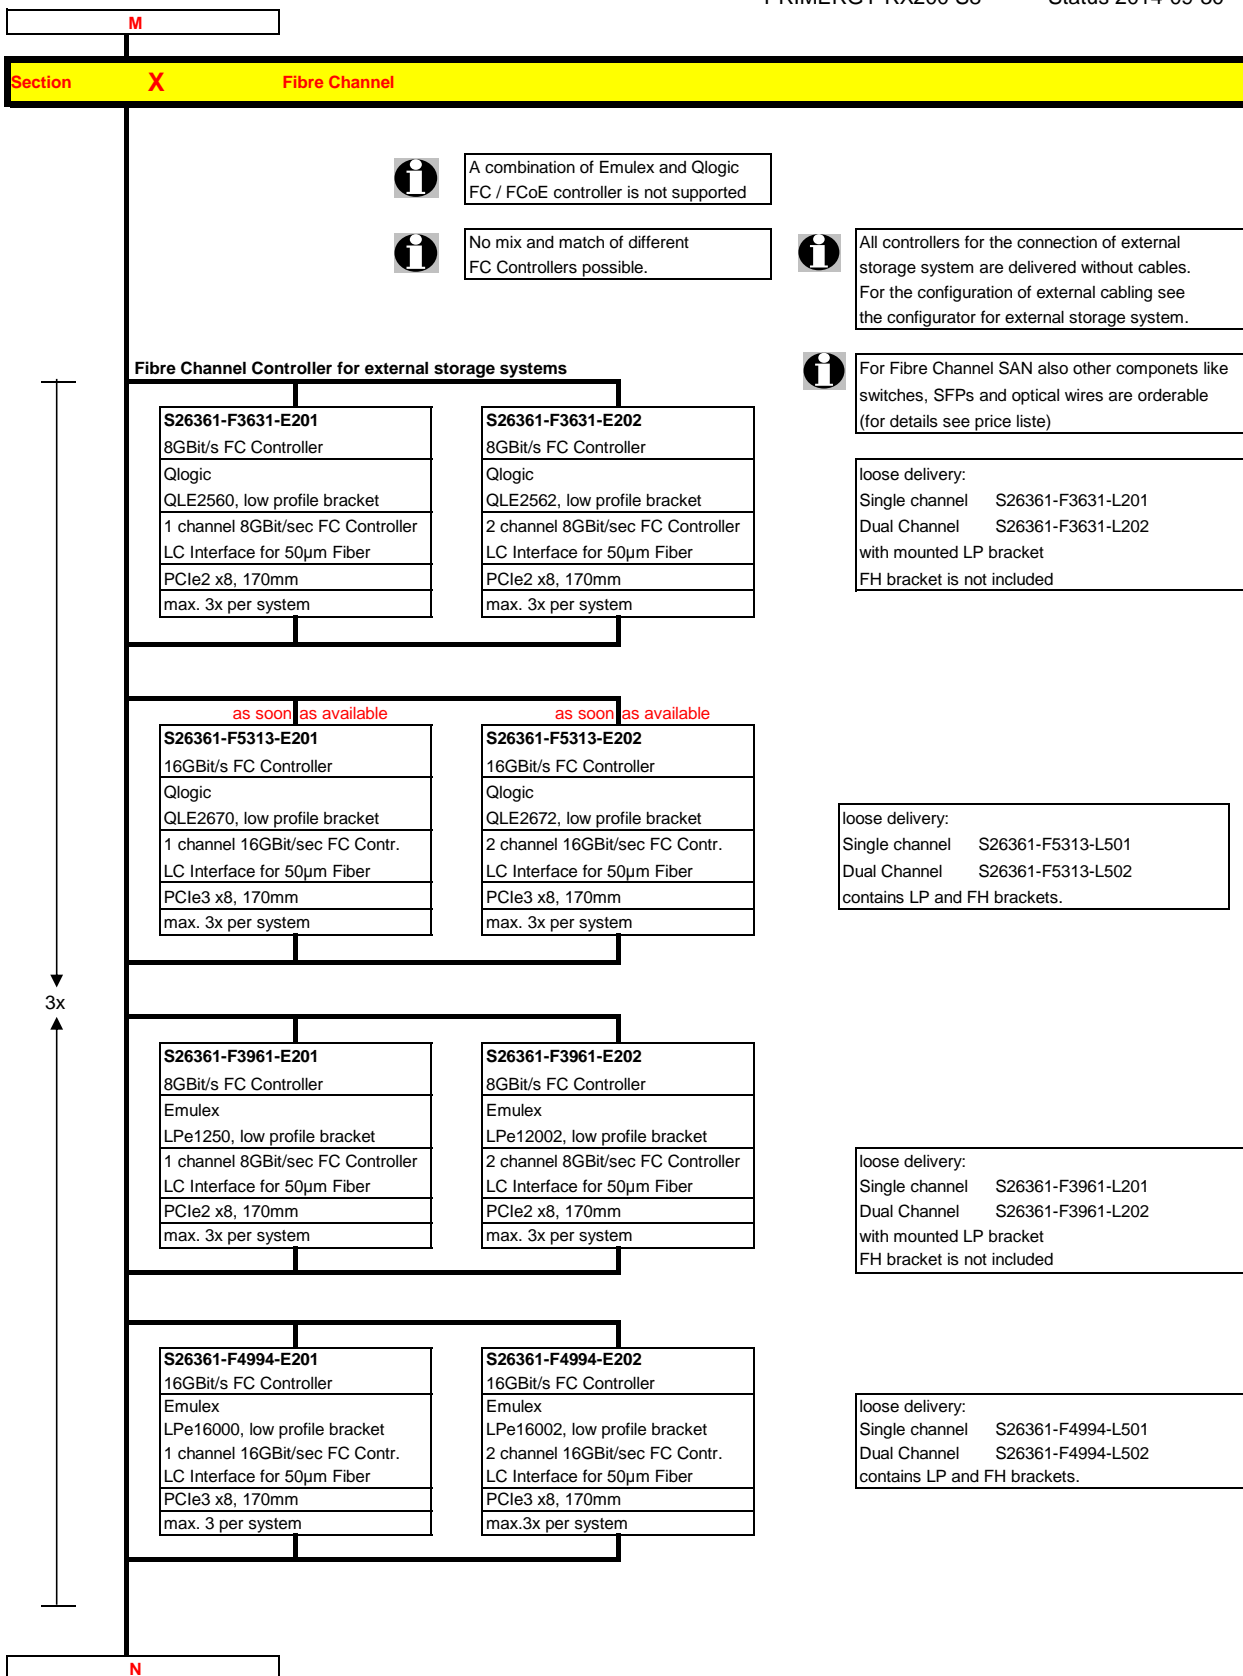 M
Section X Fibre Channel
A combination of Emulex and Qlogic
FC / FCoE controller is not supported
No mix and match of different
FC Controllers possible.
All controllers for the connection of external
storage system are delivered without cables.
For the configuration of external cabling see
the configurator for external storage system.
For Fibre Channel SAN also other componets like
switches, SFPs and optical wires are orderable
(for details see price liste)
Fibre Channel Controller for external storage systems
S26361-F3631-E201
8GBit/s FC Controller
Qlogic
QLE2560, low profile bracket
1 channel 8GBit/sec FC Controller
LC Interface for 50µm Fiber
PCIe2 x8, 170mm
max. 3x per system
S26361-F3631-E202
8GBit/s FC Controller
Qlogic
QLE2562, low profile bracket
2 channel 8GBit/sec FC Controller
LC Interface for 50µm Fiber
PCIe2 x8, 170mm
max. 3x per system
loose delivery:
Single channel S26361-F3631-L201
Dual Channel S26361-F3631-L202
with mounted LP bracket
FH bracket is not included
as soon as available
S26361-F5313-E201
16GBit/s FC Controller
Qlogic
QLE2670, low profile bracket
1 channel 16GBit/sec FC Contr.
LC Interface for 50µm Fiber
PCIe3 x8, 170mm
max. 3x per system
as soon as available
S26361-F5313-E202
16GBit/s FC Controller
Qlogic
QLE2672, low profile bracket
2 channel 16GBit/sec FC Contr.
LC Interface for 50µm Fiber
PCIe3 x8, 170mm
max. 3x per system
loose delivery:
Single channel S26361-F5313-L501
Dual Channel S26361-F5313-L502
contains LP and FH brackets.
3x
S26361-F3961-E201
8GBit/s FC Controller
Emulex
LPe1250, low profile bracket
1 channel 8GBit/sec FC Controller
LC Interface for 50µm Fiber
PCIe2 x8, 170mm
max. 3x per system
S26361-F3961-E202
8GBit/s FC Controller
Emulex
LPe12002, low profile bracket
2 channel 8GBit/sec FC Controller
LC Interface for 50µm Fiber
PCIe2 x8, 170mm
max. 3x per system
loose delivery:
Single channel S26361-F3961-L201
Dual Channel S26361-F3961-L202
with mounted LP bracket
FH bracket is not included
S26361-F4994-E201
16GBit/s FC Controller
Emulex
LPe16000, low profile bracket
1 channel 16GBit/sec FC Contr.
LC Interface for 50µm Fiber
PCIe3 x8, 170mm
max. 3 per system
S26361-F4994-E202
16GBit/s FC Controller
Emulex
LPe16002, low profile bracket
2 channel 16GBit/sec FC Contr.
LC Interface for 50µm Fiber
PCIe3 x8, 170mm
max.3x per system
loose delivery:
Single channel S26361-F4994-L501
Dual Channel S26361-F4994-L502
contains LP and FH brackets.
N